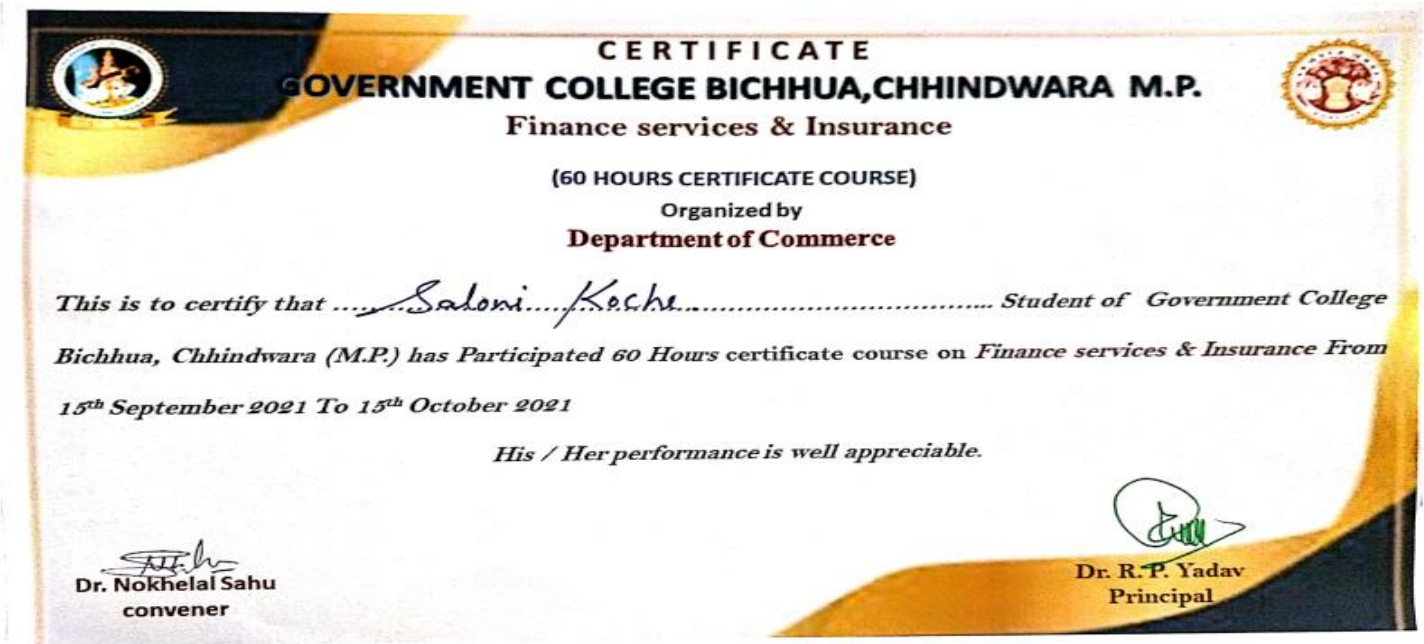 CERTIFICATE
GOVERNMENT COLLEGE BICHHUA,CHHINDWARA M.P.
Finance services & Insurance
(60 HOURS CERTIFICATE COURSE)
Organized by
Department of Commerce
This is to certify that ......Saloni....Koche.................................... Student of Government College
Bichhua, Chhindwara (M.P.) has Participated 60 Hours certificate course on Finance services & Insurance From
15th September 2021 To 15th October 2021
His / Her performance is well appreciable.
Dr. Nokhelal Sahu
convener
Dr. R. P. Yadav
Principal